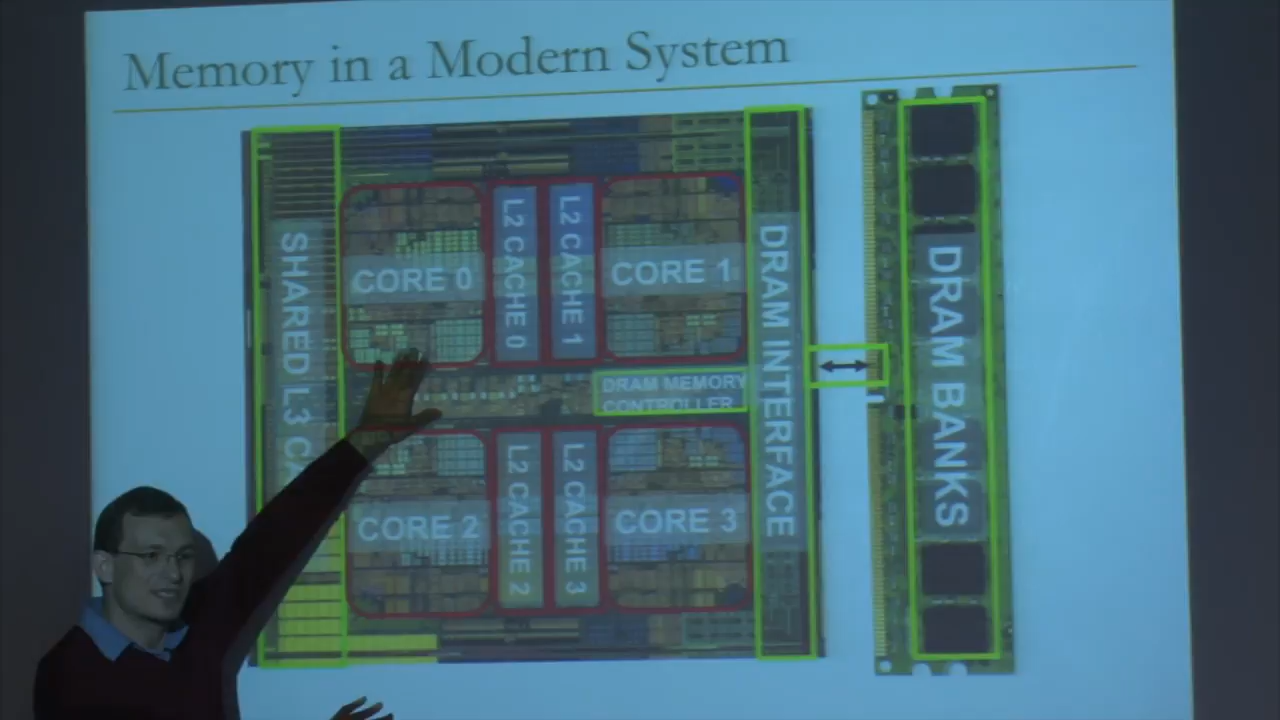 Memory in a Modern System
SHARED L3
CORE 0
L2 CACHE 0
L2 CACHE 1
CORE 1
DRAM INTERFACE
DRAM BANKS
DRAM MEMORY
CONTROLLER
CORE 2
L2 CACHE 2
L2 CACHE 3
CORE 3